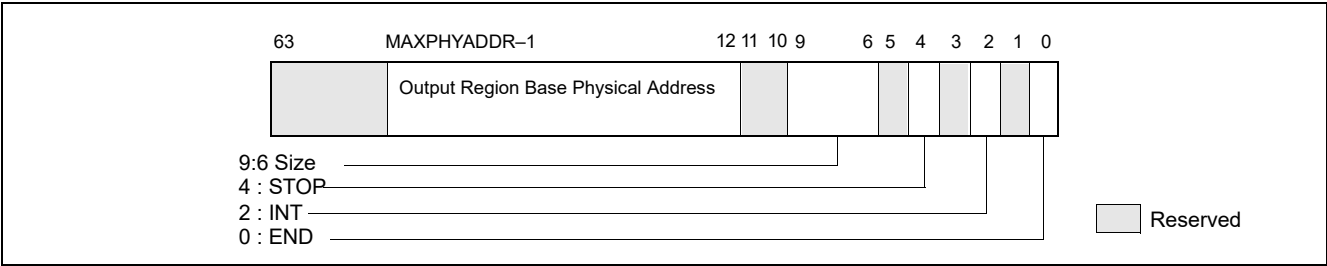 63 MAXPHYADDR–1 12 11 10 9 6 5 4 3 2 1 0
Output Region Base Physical Address
9:6 Size
4 : STOP
2 : INT
0 : END
Reserved